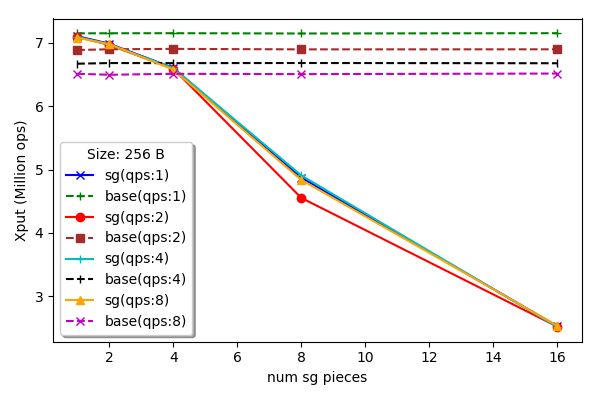 7
6
5
4
3
Xput (Million ops)
Size: 256 B
sg(qps:1)
base(qps:1)
sg(qps:2)
base(qps:2)
sg(qps:4)
base(qps:4)
sg(qps:8)
base(qps:8)
2 4 6 8 10 12 14 16
num sg pieces